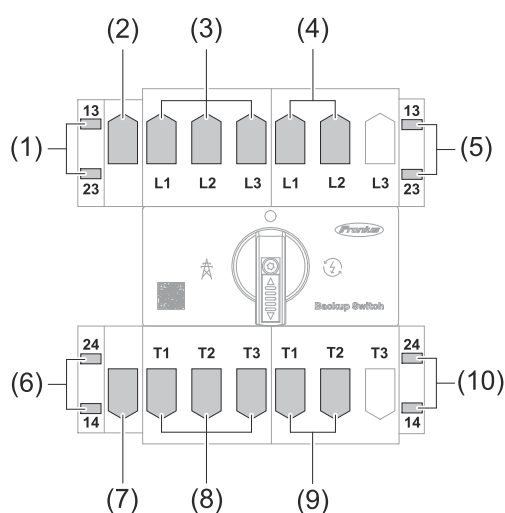 (2) (3) (4)
13 13
(1) (5)
23 L1 L2 L3 L1 L2 L3 23
Fronius
Backup Switch
24 T1 T2 T3 T1 T2 T3 24
(6) (10)
14 14
(7) (8) (9)